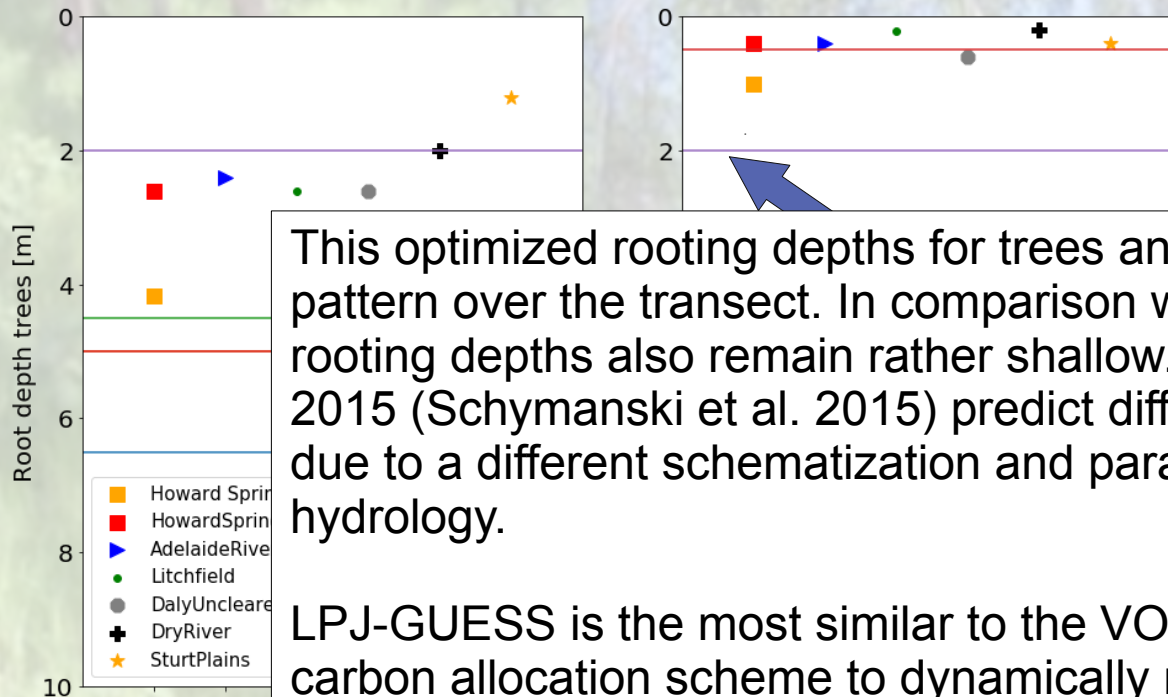 0
2
4
6
8
10
Root depth trees [m]
Howard Sprin
HowardSprin
AdelaideRive
Litchfield
DalyUncleare
DryRiver
SturtPlains
0
2
This optimized rooting depths for trees an
pattern over the transect. In comparison w
rooting depths also remain rather shallow.
2015 (Schymanski et al. 2015) predict diff
due to a different schematization and para
hydrology.
LPJ-GUESS is the most similar to the VO
carbon allocation scheme to dynamically